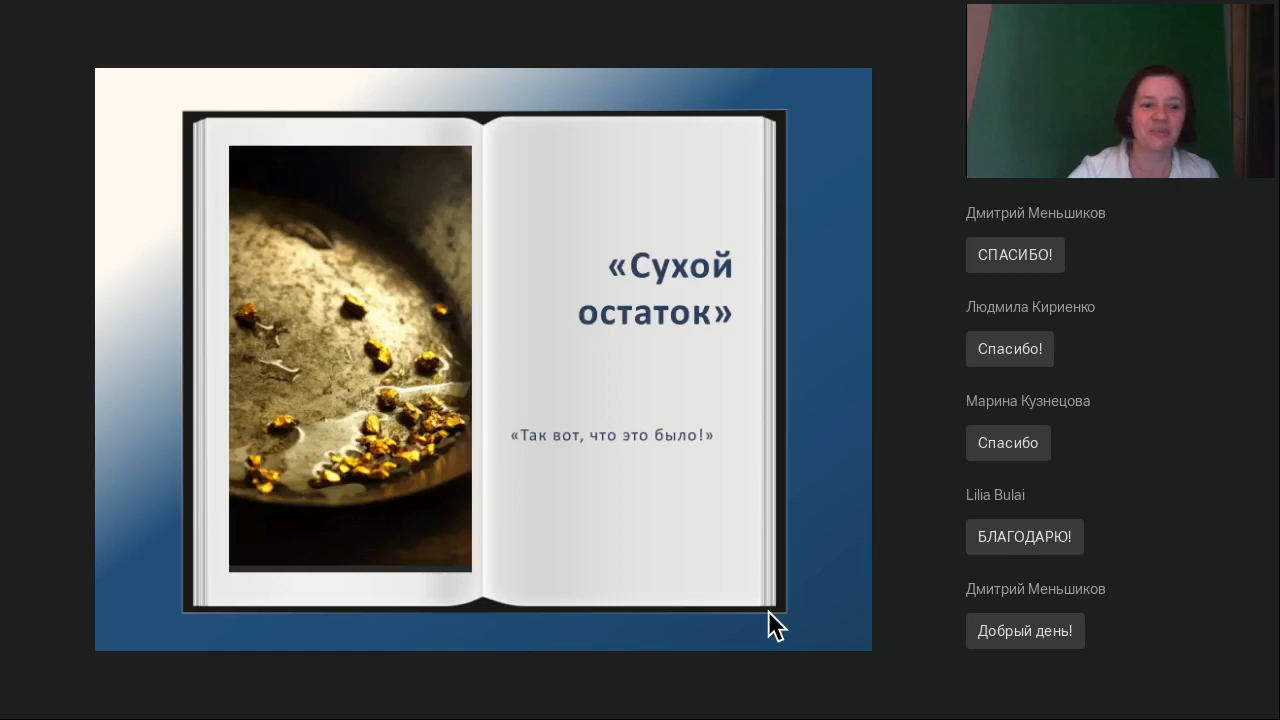 «Сухой
остаток»
«Так вот, что это было!»
Дмитрий Меньшиков
СПАСИБО!
Людмила Кириенко
Спасибо!
Марина Кузнецова
Спасибо
Lilia Bulai
БЛАГОДАРЮ!
Дмитрий Меньшиков
Добрый день!